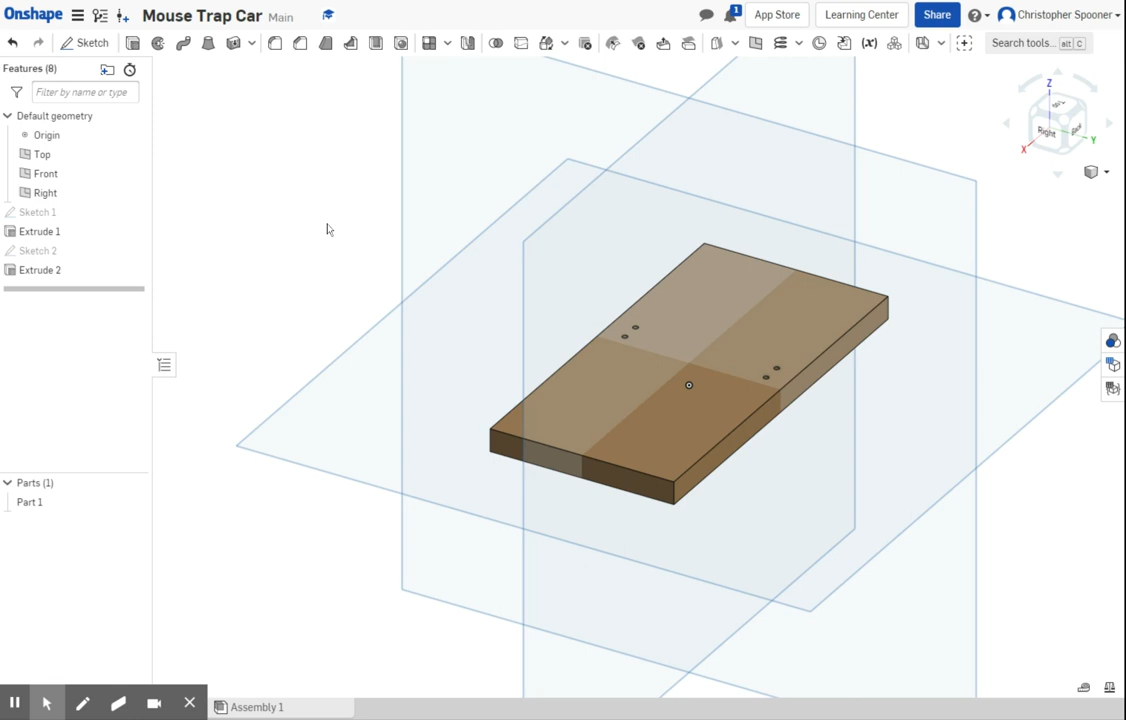 Onshape Mouse Trap Car Main 1 App Store Learning Center Share Christopher Spooner
Sketch Search tools... alt C
Features (8)
Filter by name or type
Default geometry
Origin
Top
Front
Right
Sketch 1
Extrude 1
Sketch 2
Extrude 2
Parts (1)
Part 1
Z
Right
X
Y
Assembly 1